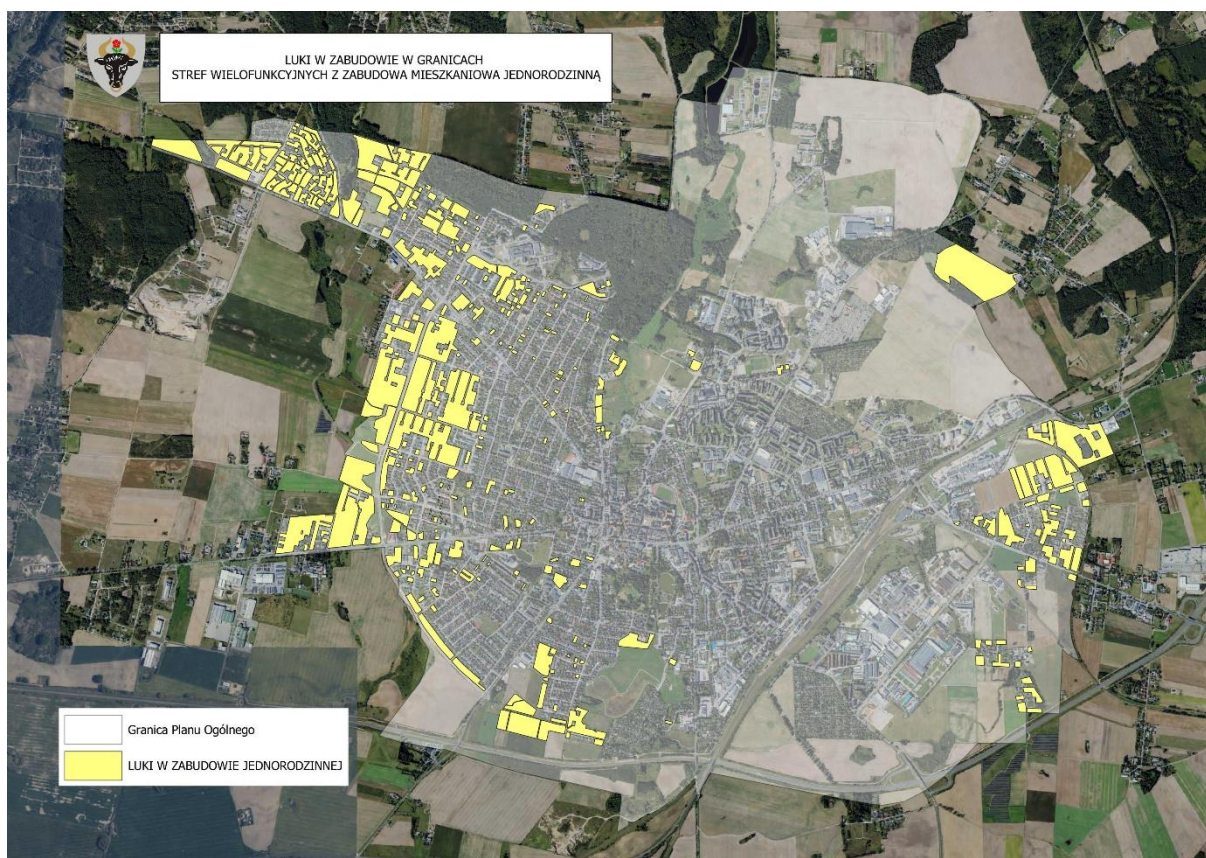 LUKI W ZABUDOWIE W GRANICACH
STREF WIELOFUNKCYJNYCH Z ZABUDOWA MIESZKANIOWA JEDNORODZINNĄ
Granica Planu Ogólnego
LUKI W ZABUDOWIE JEDNORODZINNEJ